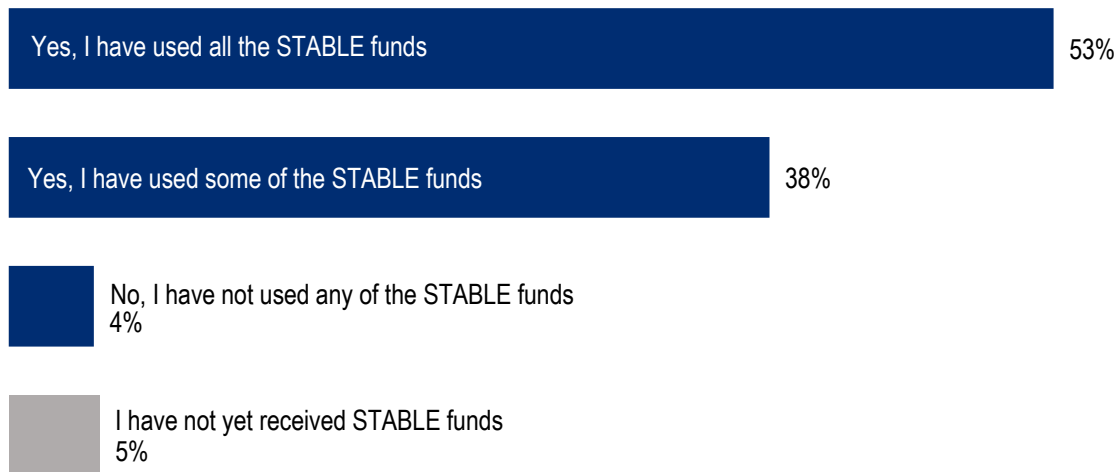 Yes, I have used all the STABLE funds
53%
Yes, I have used some of the STABLE funds
38%
No, I have not used any of the STABLE funds
4%
I have not yet received STABLE funds
5%